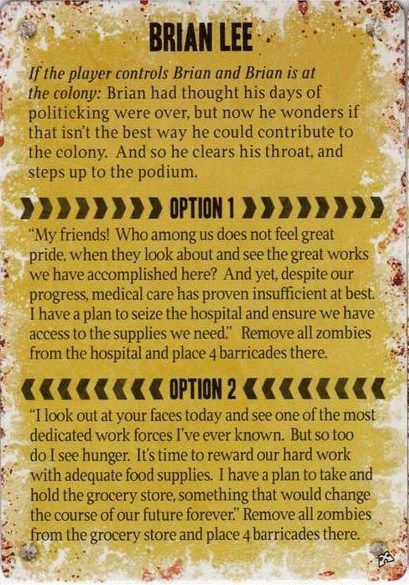 BRIAN LEE
If the player controls Brian and Brian is at
the colony: Brian had thought his days of
politicking were over, but now he wonders if
that isn't the best way he could contribute to
the colony. And so he clears his throat, and
steps up to the podium.
OPTION 1
"My friends! Who among us does not feel great
pride, when they look about and see the great works
we have accomplished here? And yet, despite our
progress, medical care has proven insufficient at best.
I have a plan to seize the hospital and ensure we have
access to the supplies we need." Remove all zombies
from the hospital and place 4 barricades there.
OPTION 2
"I look out at your faces today and see one of the most
dedicated work forces I've ever known. But so too
do I see hunger. It's time to reward our hard work
with adequate food supplies. I have a plan to take and
hold the grocery store, something that would change
the course of our future forever." Remove all zombies
from the grocery store and place 4 barricades there.